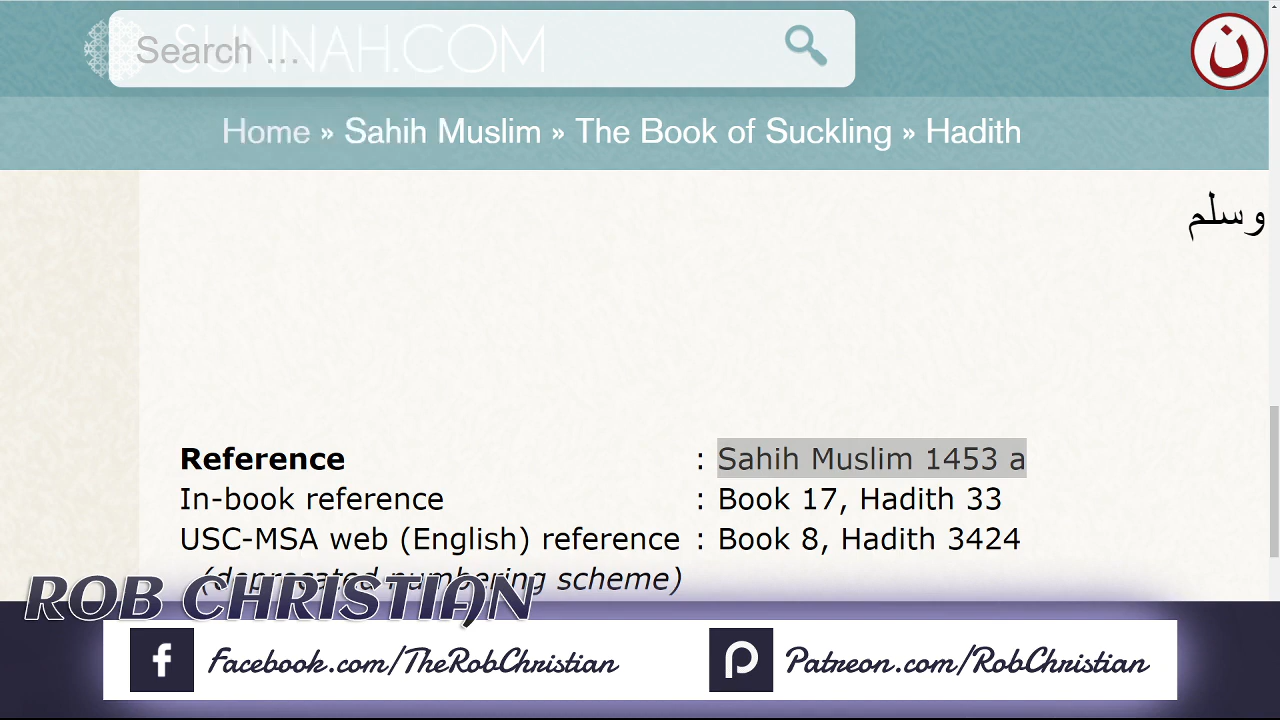 SUNNAH.COM
Search ...
ن
Home » Sahih Muslim » The Book of Suckling » Hadith
وسلم
Reference : Sahih Muslim 1453 a
In-book reference : Book 17, Hadith 33
USC-MSA web (English) reference : Book 8, Hadith 3424
(deprecated numbering scheme)
ROB CHRISTIAN
f Facebook.com/TheRobChristian Patreon.com/RobChristian